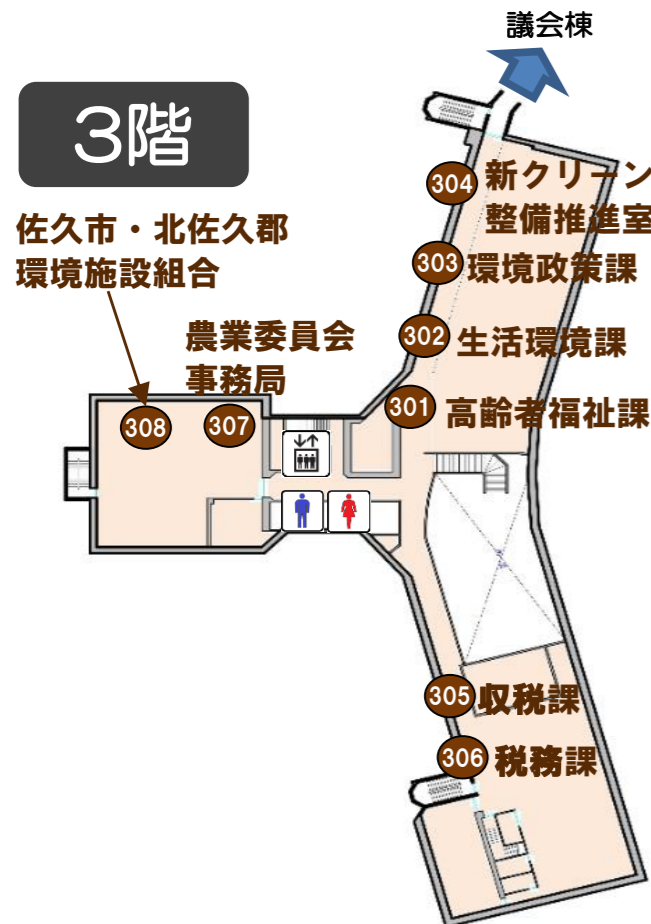 議会棟
3階
304
新クリーン
整備推進室
佐久市・北佐久郡
環境施設組合
303
環境政策課
農業委員会
事務局
302
生活環境課
301
高齢者福祉課
308
307
305
収税課
306
税務課